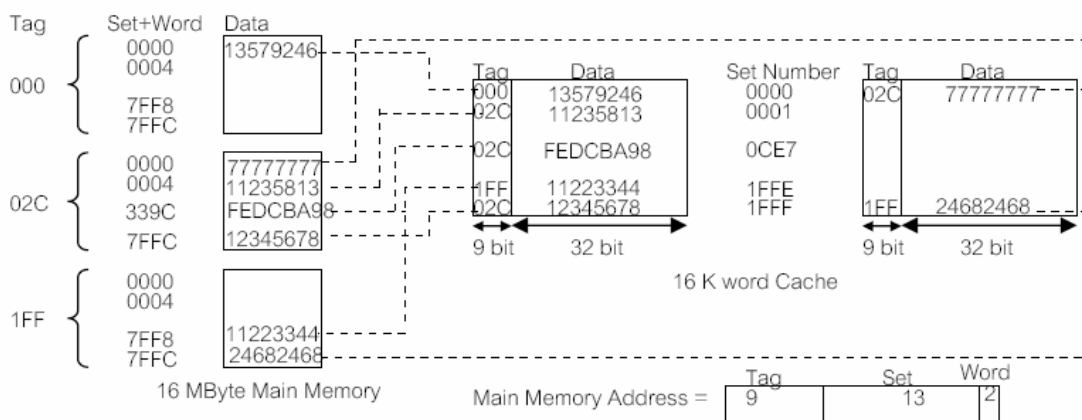 Tag Set+Word Data
000
0000 13579246
0004
7FF8
7FFC
02C
0000 77777777
0004 11235813
339C FEDCBA98
7FFC 12345678
1FF
0000
0004
7FF8 11223344
7FFC 24682468
16 MByte Main Memory
Tag Data Set Number Tag Data
000 13579246 0000 02C 77777777
02C 11235813 0001
02C FEDCBA98 0CE7
1FF 11223344 1FFE
02C 12345678 1FFF 1FF 24682468
9 bit 32 bit 9 bit 32 bit
16 K word Cache
Tag Set Word
Main Memory Address = 9 13 2